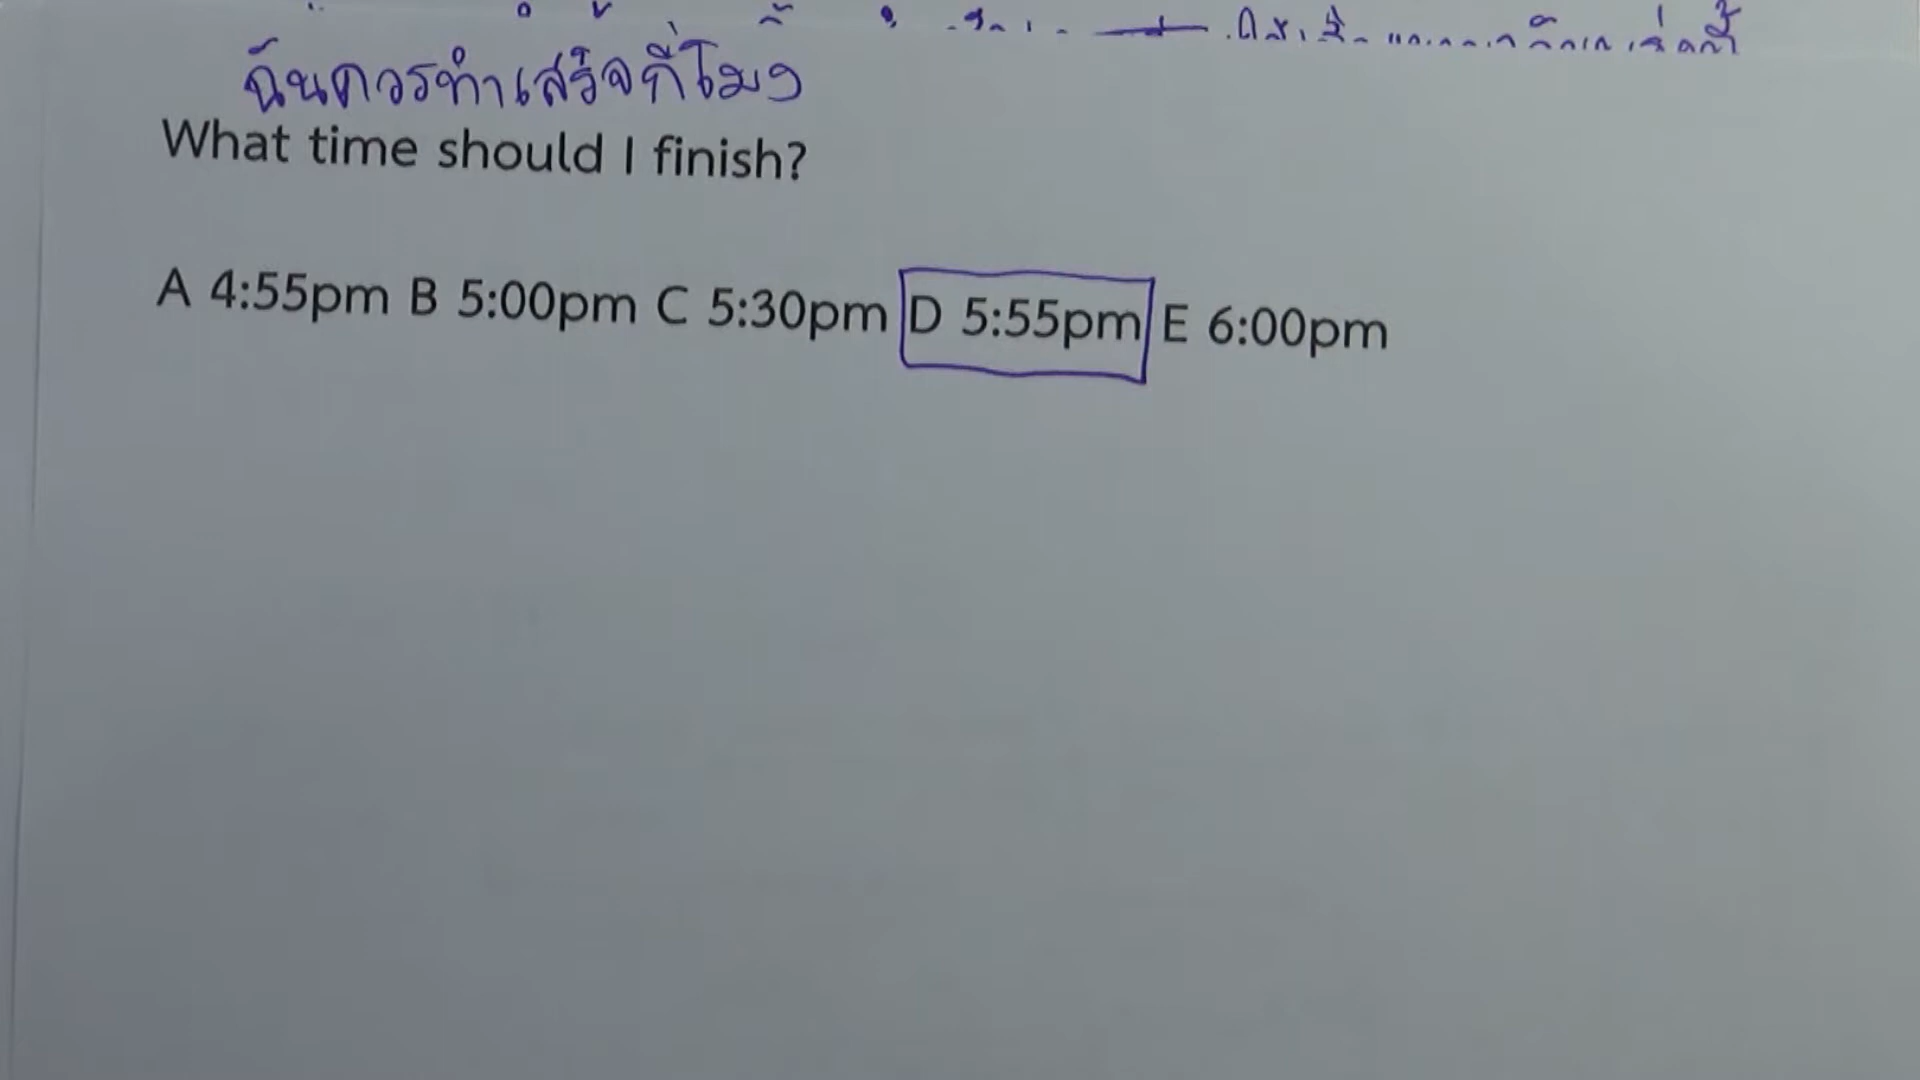 ฉันควรทำเสร็จกี่โมง
What time should I finish?
A 4:55pm B 5:00pm C 5:30pm D 5:55pm E 6:00pm